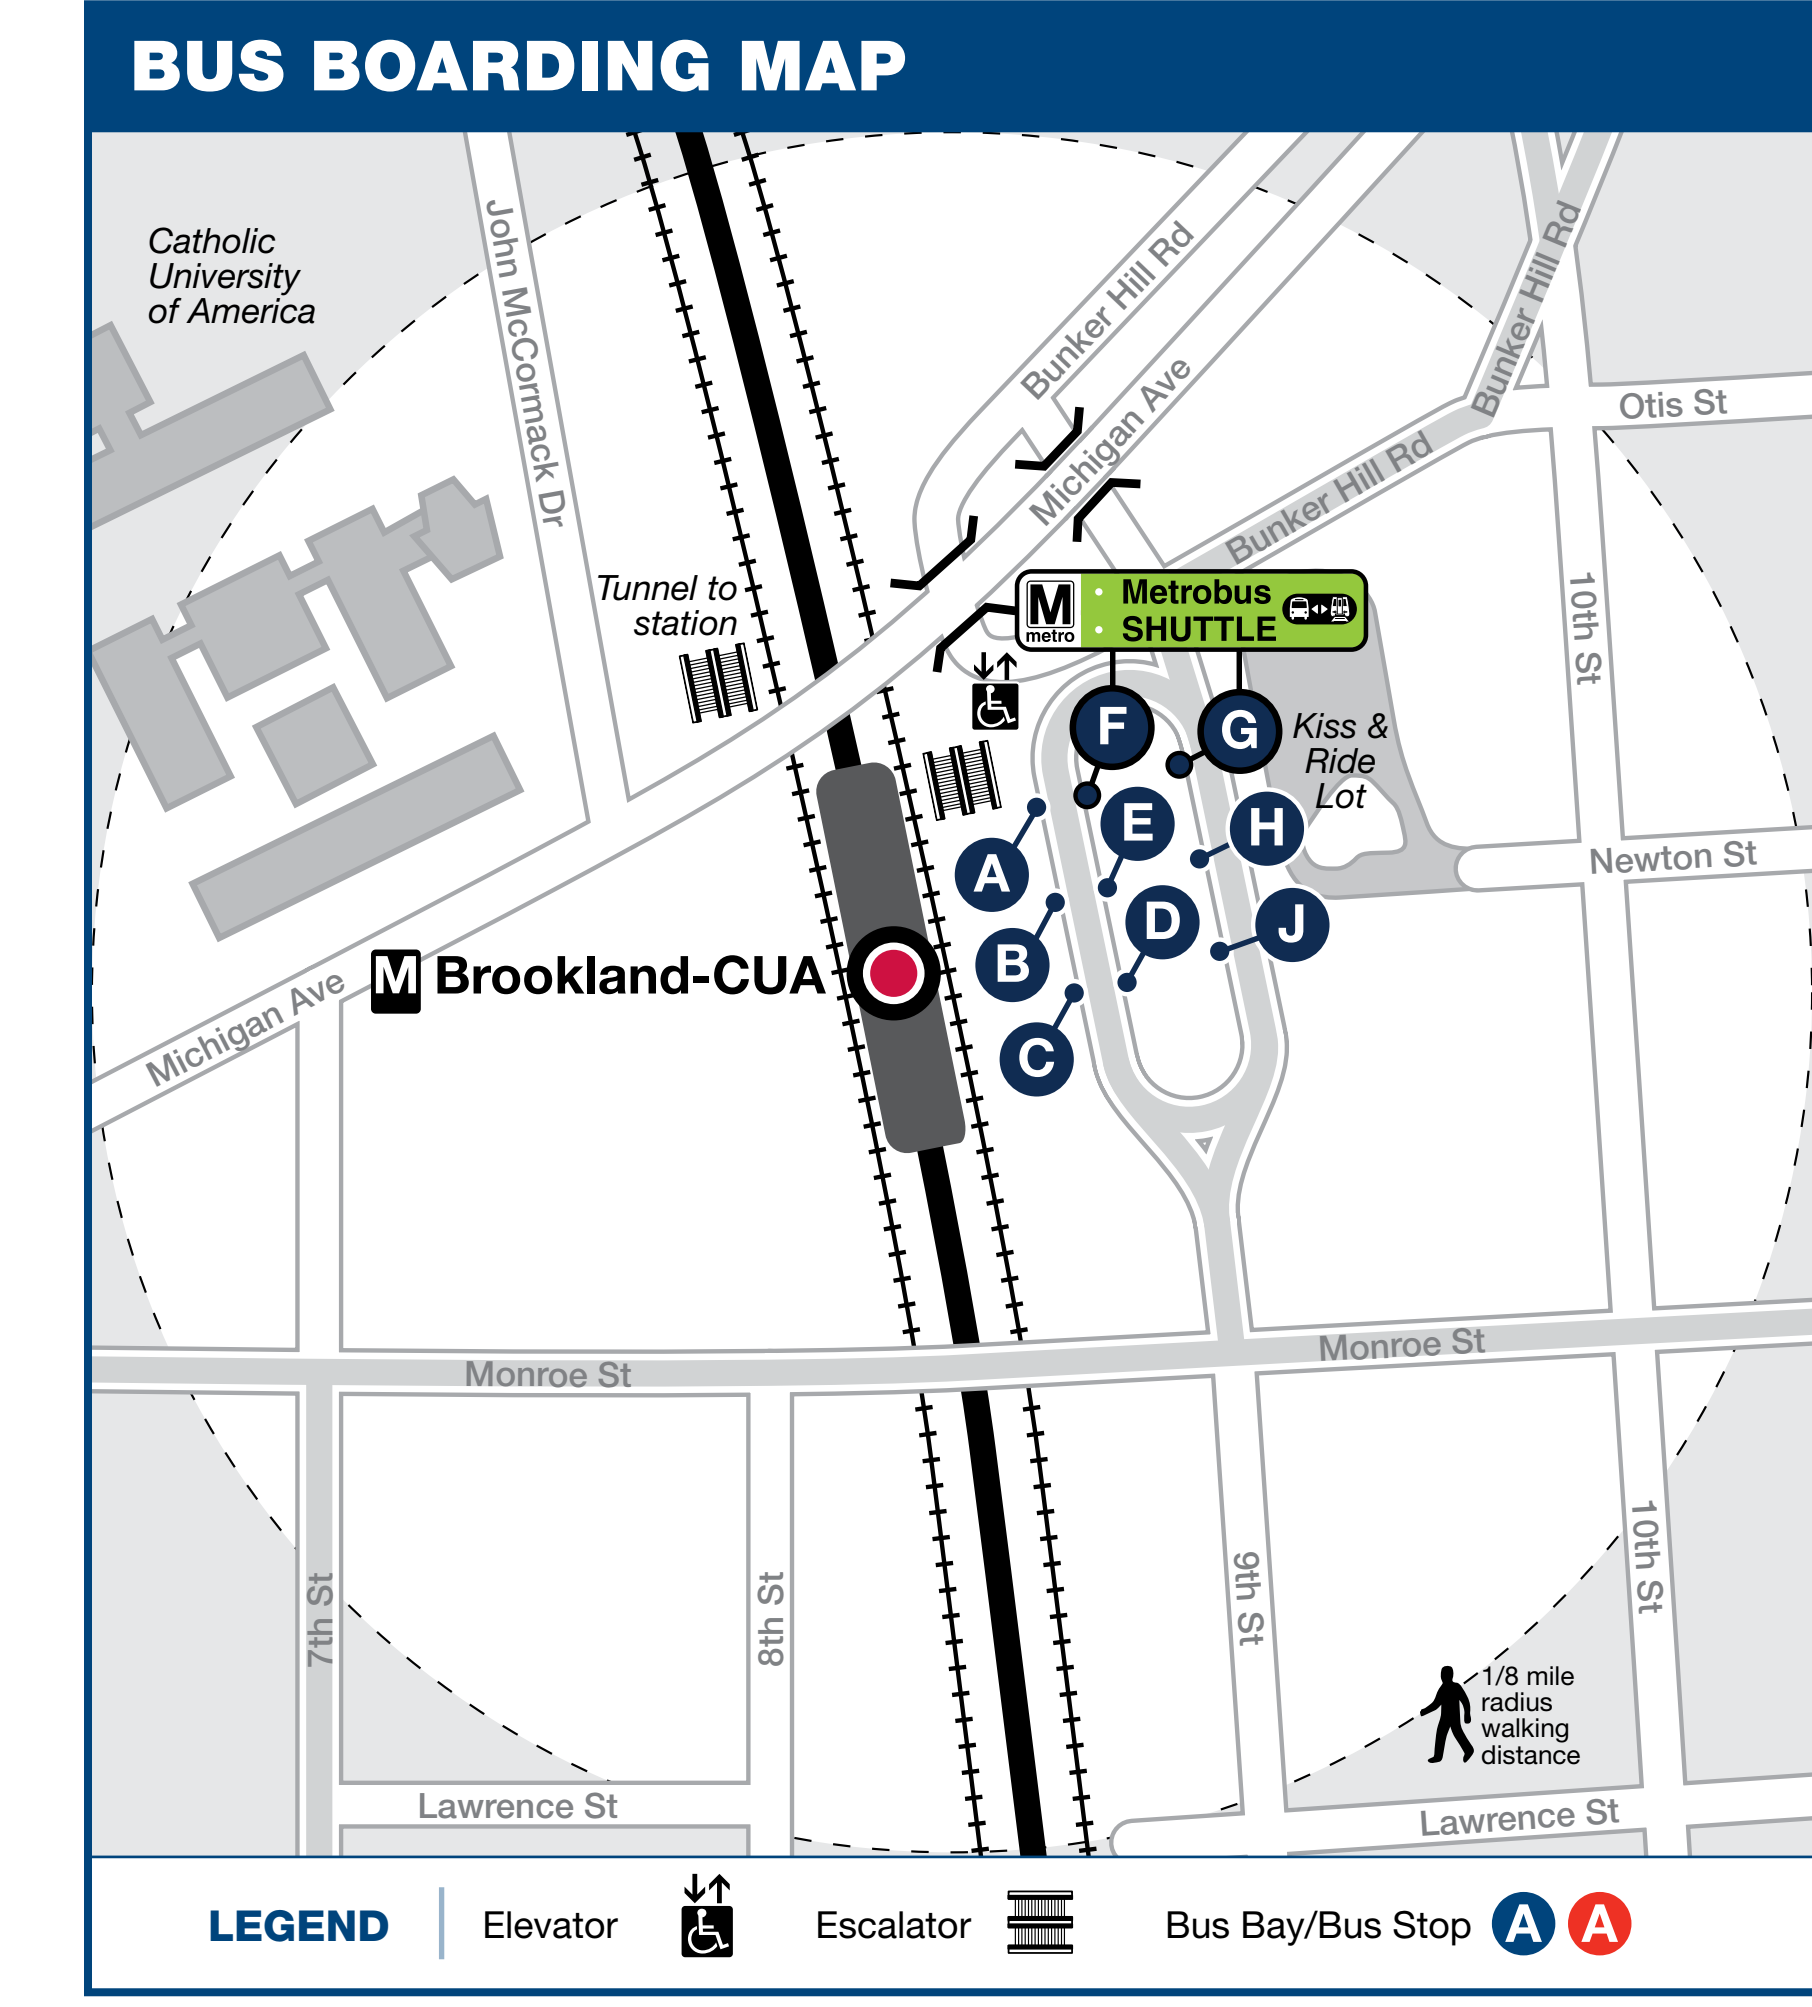 BUS BOARDING MAP
Catholic
University
of America
John McCormack Dr
Bunker Hill Rd
Michigan Ave
Bunker Hill Rd
Otis St
Bunker Hill Rd
Tunnel to
station
M
metro
Metrobus
SHUTTLE
10th St
F
G
Kiss &
Ride
Lot
E
H
A
Newton St
D
J
B
M Brookland-CUA
Michigan Ave
C
Monroe St
Monroe St
7th St
8th St
9th St
10th St
1/8 mile
radius
walking
distance
Lawrence St
Lawrence St
LEGEND
Elevator
Escalator
Bus Bay/Bus Stop A A